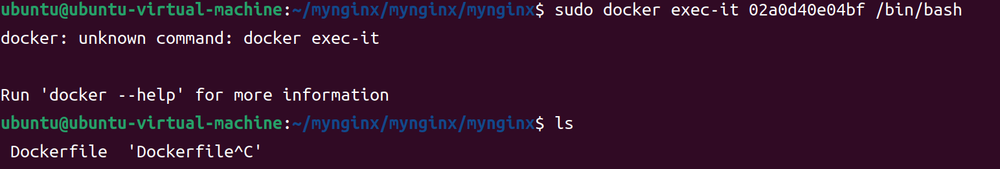 ubuntu@ubuntu-virtual-machine:~/mynginx/mynginx/mynginx$ sudo docker exec-it 02a0d40e04bf /bin/bash
docker: unknown command: docker exec-it
Run 'docker --help' for more information
ubuntu@ubuntu-virtual-machine:~/mynginx/mynginx/mynginx$ ls
Dockerfile  'Dockerfile^C'